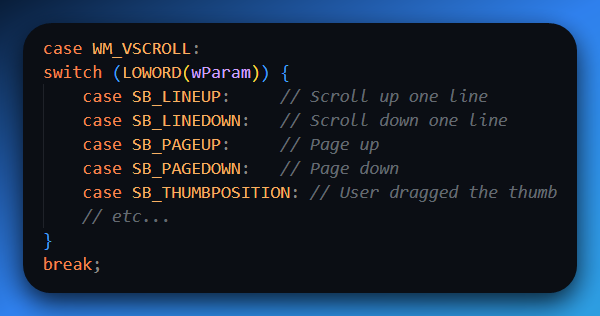 case WM_VSCROLL:
switch (LOWORD(wParam)) {
    case SB_LINEUP:     // Scroll up one line
    case SB_LINEDOWN:   // Scroll down one line
    case SB_PAGEUP:     // Page up
    case SB_PAGEDOWN:   // Page down
    case SB_THUMBPOSITION: // User dragged the thumb
    // etc...
}
break;